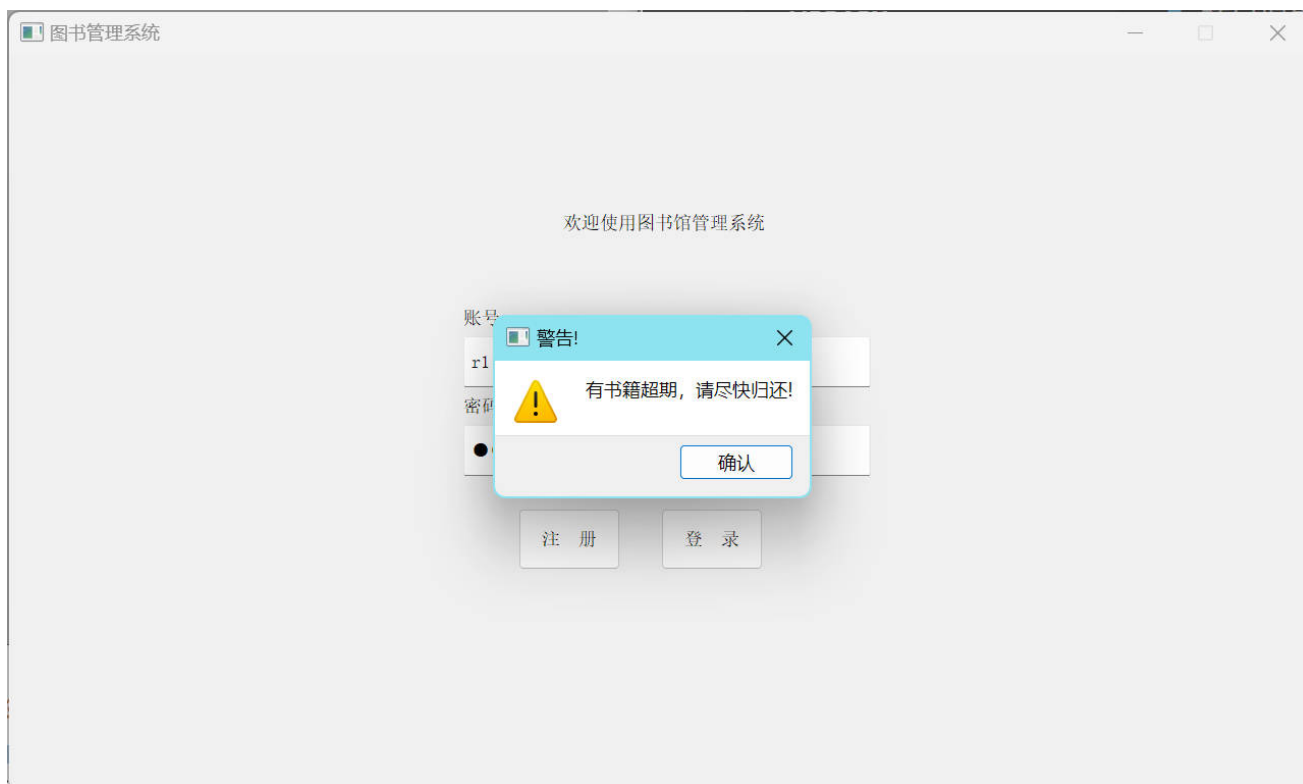 图书管理系统
欢迎使用图书馆管理系统
账号
警告!
r1
有书籍超期，请尽快归还!
密码
确认
注 册
登 录